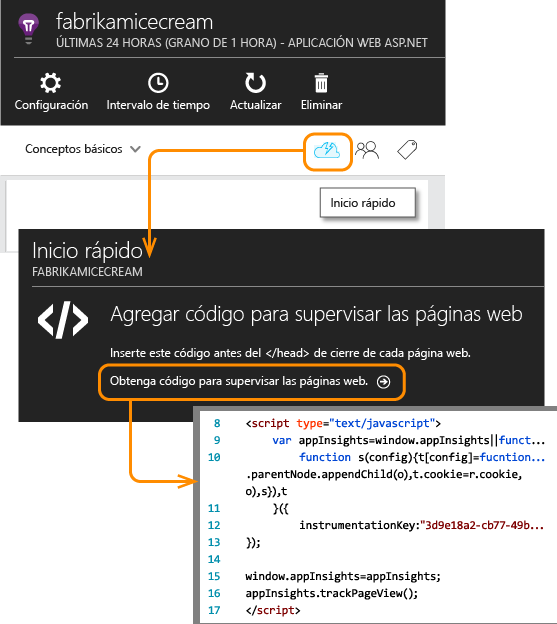 fabrikamicecream
ÚLTIMAS 24 HORAS (GRANO DE 1 HORA) - APLICACIÓN WEB ASP.NET
Configuración Intervalo de tiempo Actualizar Eliminar
Conceptos básicos
Inicio rápido
Inicio rápido
FABRIKAMICECREAM
</> Agregar código para supervisar las páginas web
Inserte este código antes del </head> de cierre de cada página web.
Obtenga código para supervisar las páginas web.
8 <script type="text/javascript">
9 var appInsights=window.appInsights||funct...
10 function s(config){t[config]=fucntion...
.parentNode.appendChild(o),t.cookie=r.cookie,
o),s}),t
11 }({
12 instrumentationKey:"3d9e18a2-cb77-49b...
13 });
14
15 window.appInsights=appInsights;
16 appInsights.trackPageView();
17 </script>